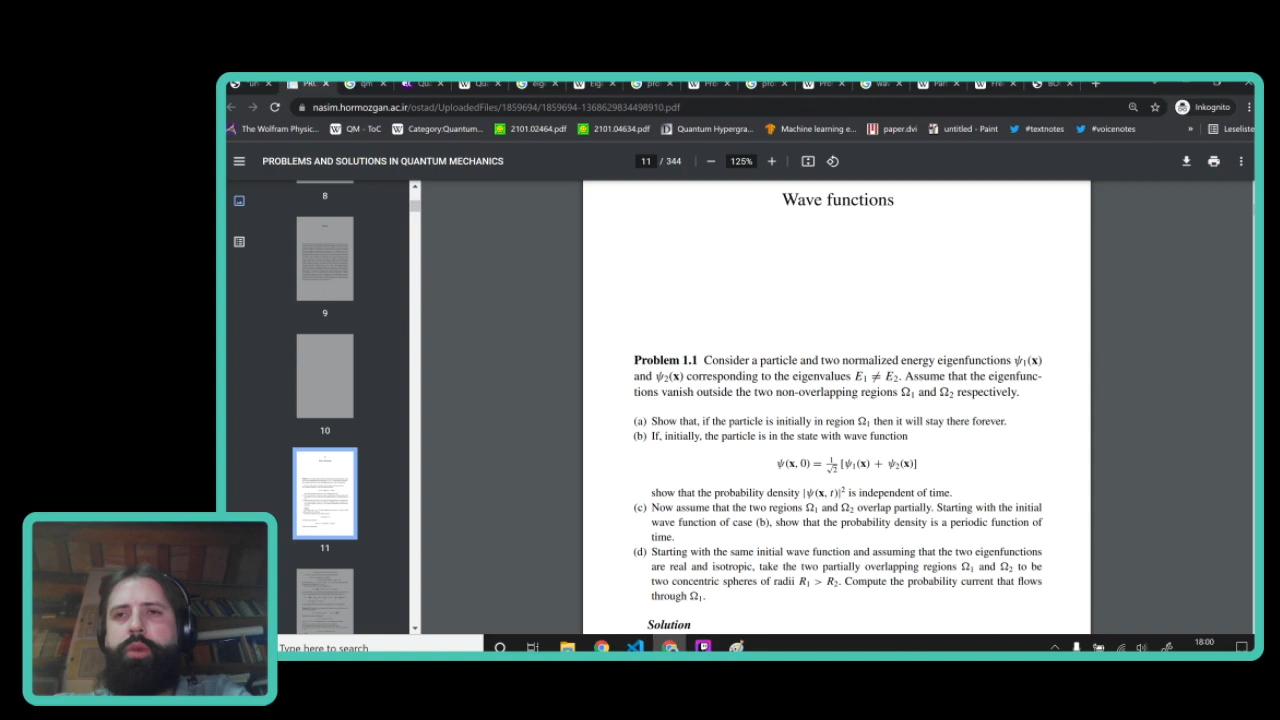 nasim.hormozgan.ac.ir/ostad/UploadedFiles/1859694/1859694-1368629834498910.pdf
Inkognito
The Wolfram Physic...
QM - ToC
Category:Quantum...
2101.02464.pdf
2101.04634.pdf
Quantum Hypergra...
Machine learning e...
paper.dvi
untitled - Paint
#textnotes
#voicenotes
»
Leseliste
PROBLEMS AND SOLUTIONS IN QUANTUM MECHANICS
11 / 344
125%
8
9
10
11
Wave functions
Problem 1.1 Consider a particle and two normalized energy eigenfunctions ψ₁(x)
and ψ₂(x) corresponding to the eigenvalues E₁ ≠ E₂. Assume that the eigenfunc-
tions vanish outside the two non-overlapping regions Ω₁ and Ω₂ respectively.
(a) Show that, if the particle is initially in region Ω₁ then it will stay there forever.
(b) If, initially, the particle is in the state with wave function
ψ(x, 0) = 1/√2 [ψ₁(x) + ψ₂(x)]
show that the probability density |ψ(x, t)|² is independent of time.
(c) Now assume that the two regions Ω₁ and Ω₂ overlap partially. Starting with the initial
wave function of case (b), show that the probability density is a periodic function of
time.
(d) Starting with the same initial wave function and assuming that the two eigenfunctions
are real and isotropic, take the two partially overlapping regions Ω₁ and Ω₂ to be
two concentric spheres of radii R₁ > R₂. Compute the probability current that flows
through Ω₁.
Solution
Type here to search
18:00